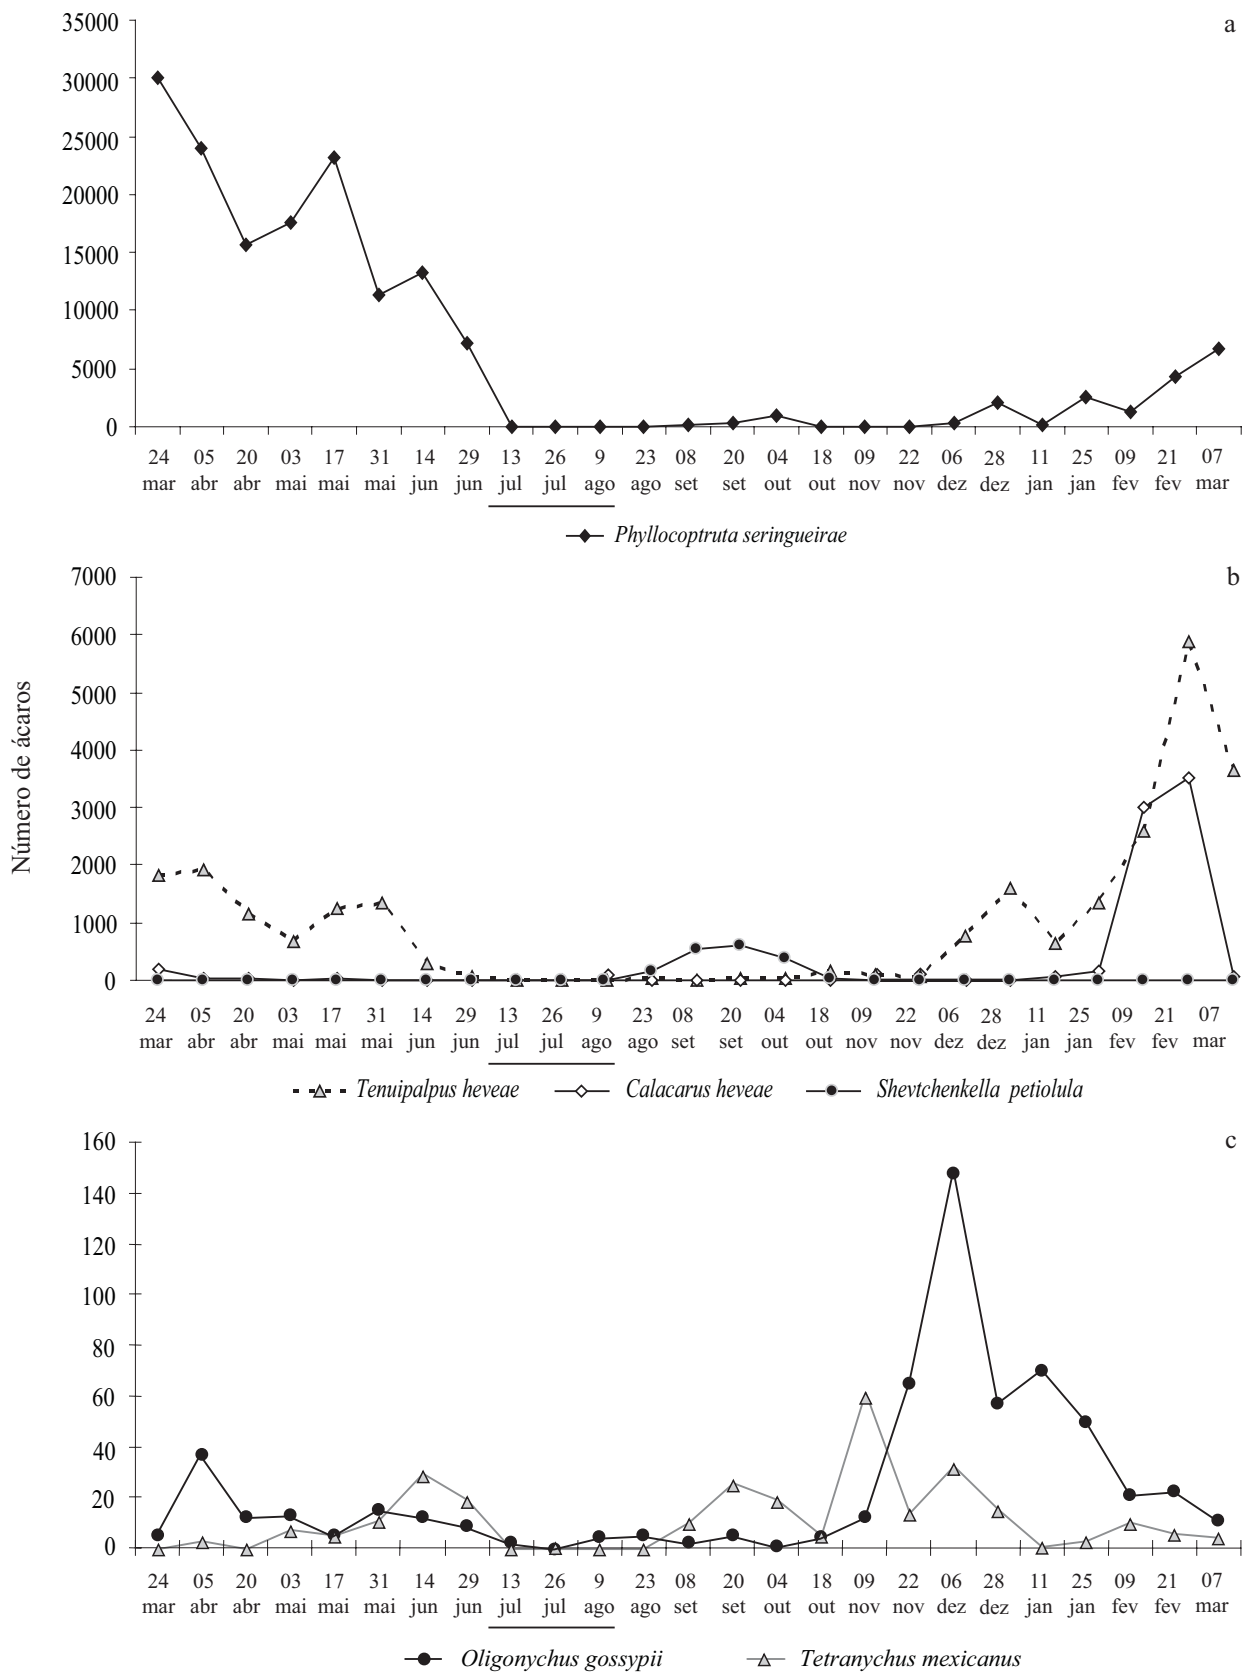 a
35000
30000
25000
20000
15000
10000
5000
0
24 05 20 03 17 31 14 29 13 26 9 23 08 20 04 18 09 22 06 28 11 25 09 21 07
mar abr abr mai mai mai jun jun jul jul ago ago set set out out nov nov dez dez jan jan fev fev mar
Phyllocoptruta seringueirae
Número de ácaros
b
7000
6000
5000
4000
3000
2000
1000
0
24 05 20 03 17 31 14 29 13 26 9 23 08 20 04 18 09 22 06 28 11 25 09 21 07
mar abr abr mai mai mai jun jun jul jul ago ago set set out out nov nov dez dez jan jan fev fev mar
Tenuipalpus heveae Calacarus heveae Shevtchenkella petiolula
c
160
140
120
100
80
60
40
20
0
24 05 20 03 17 31 14 29 13 26 9 23 08 20 04 18 09 22 06 28 11 25 09 21 07
mar abr abr mai mai mai jun jun jul jul ago ago set set out out nov nov dez dez jan jan fev fev mar
Oligonychus gossypii Tetranychus mexicanus